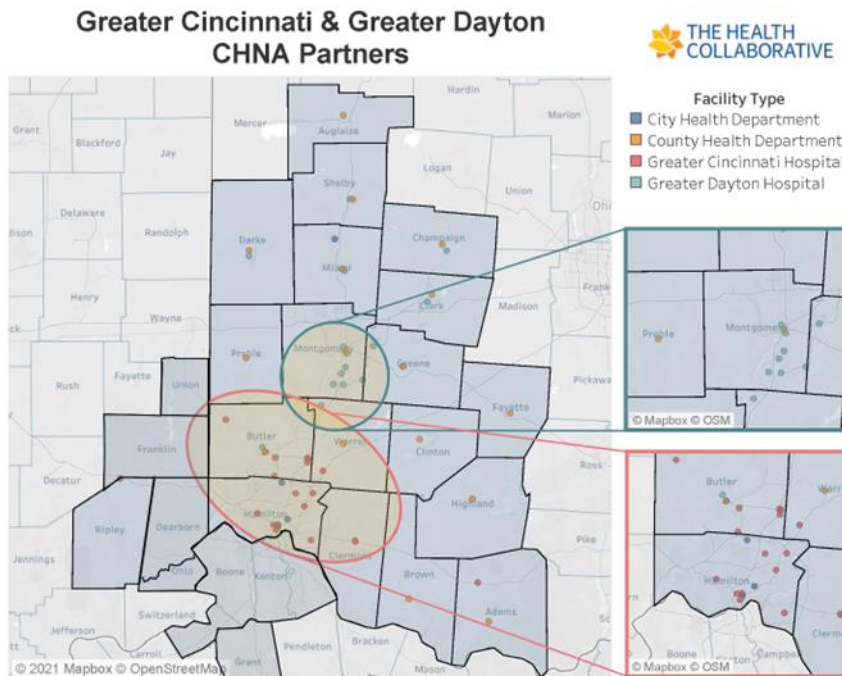 Greater Cincinnati & Greater Dayton
CHNA Partners
THE HEALTH
COLLABORATIVE
Facility Type
City Health Department
County Health Department
Greater Cincinnati Hospital
Greater Dayton Hospital
Hardin
Mercer
Marion
Grant
Auglaize
Blackford
Jay
Logan
Shelby
Union
Delaware
Randolph
Darke
Champaign
Miami
Henry
Clark
Madison
Wayne
Preble
Montgomery
Greene
Rush
Fayette
Union
Pickaway
Fayette
Franklin
Butler
Warren
Clinton
Ross
Decatur
Highland
Ripley
Dearborn
Hamilton
Clermont
Pike
Jennings
Ohio
Boone
Kenton
Brown
Adams
Switzerland
Jefferson
Carroll
Grant
Pendleton
Bracken
Mason
© 2021 Mapbox © OpenStreetMap
Preble
Montgomery
© Mapbox © OSM
Butler
Warre
Hamilton
Clermo
Boone
Kenton
Campbell
© Mapbox © OSM